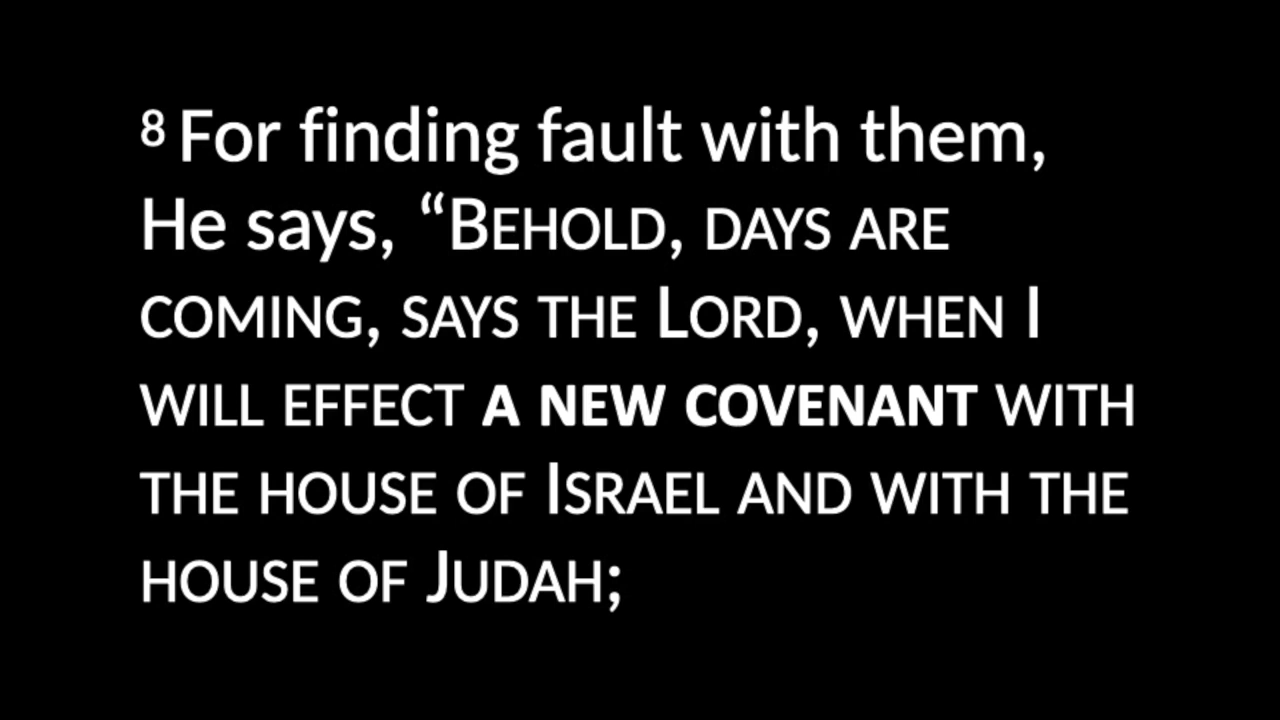 8 For finding fault with them,
He says, “BEHOLD, DAYS ARE
COMING, SAYS THE LORD, WHEN I
WILL EFFECT A NEW COVENANT WITH
THE HOUSE OF ISRAEL AND WITH THE
HOUSE OF JUDAH;